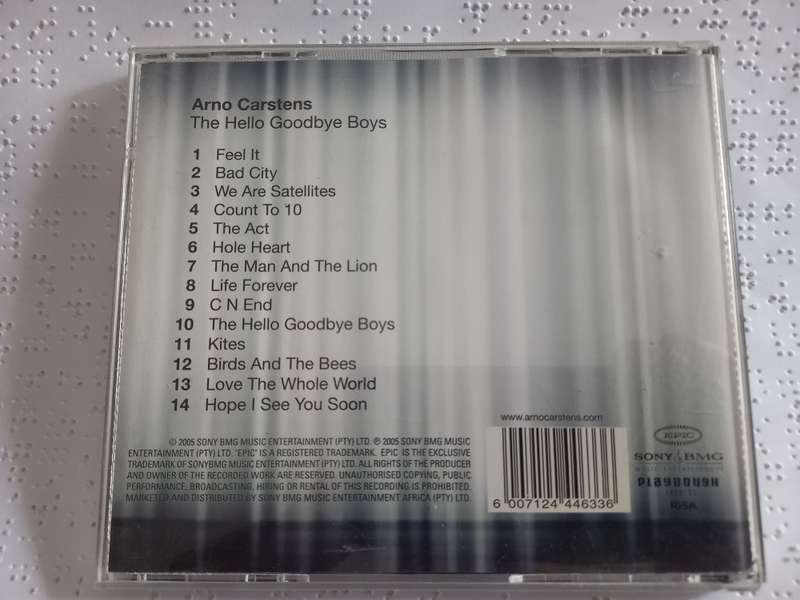 Arno Carstens
The Hello Goodbye Boys
1 Feel It
2 Bad City
3 We Are Satellites
4 Count To 10
5 The Act
6 Hole Heart
7 The Man And The Lion
8 Life Forever
9 C N End
10 The Hello Goodbye Boys
11 Kites
12 Birds And The Bees
13 Love The Whole World
14 Hope I See You Soon
www.arnocarstens.com
© 2005 SONY BMG MUSIC ENTERTAINMENT (PTY) LTD. ℗ 2005 SONY BMG MUSIC
ENTERTAINMENT (PTY) LTD. "EPIC" IS A REGISTERED TRADEMARK. EPIC IS THE EXCLUSIVE
TRADEMARK OF SONYBMG MUSIC ENTERTAINMENT (PTY) LTD. ALL RIGHTS OF THE PRODUCER
AND OWNER OF THE RECORDED WORK ARE RESERVED. UNAUTHORISED COPYING, PUBLIC
PERFORMANCE, BROADCASTING, HIRING OR RENTAL OF THIS RECORDING IS PROHIBITED.
MARKETED AND DISTRIBUTED BY SONY BMG MUSIC ENTERTAINMENT AFRICA (PTY) LTD.
6 007124 446336
EPIC
SONY BMG
MUSIC ENTERTAINMENT
PLAYGROUND
RiSA